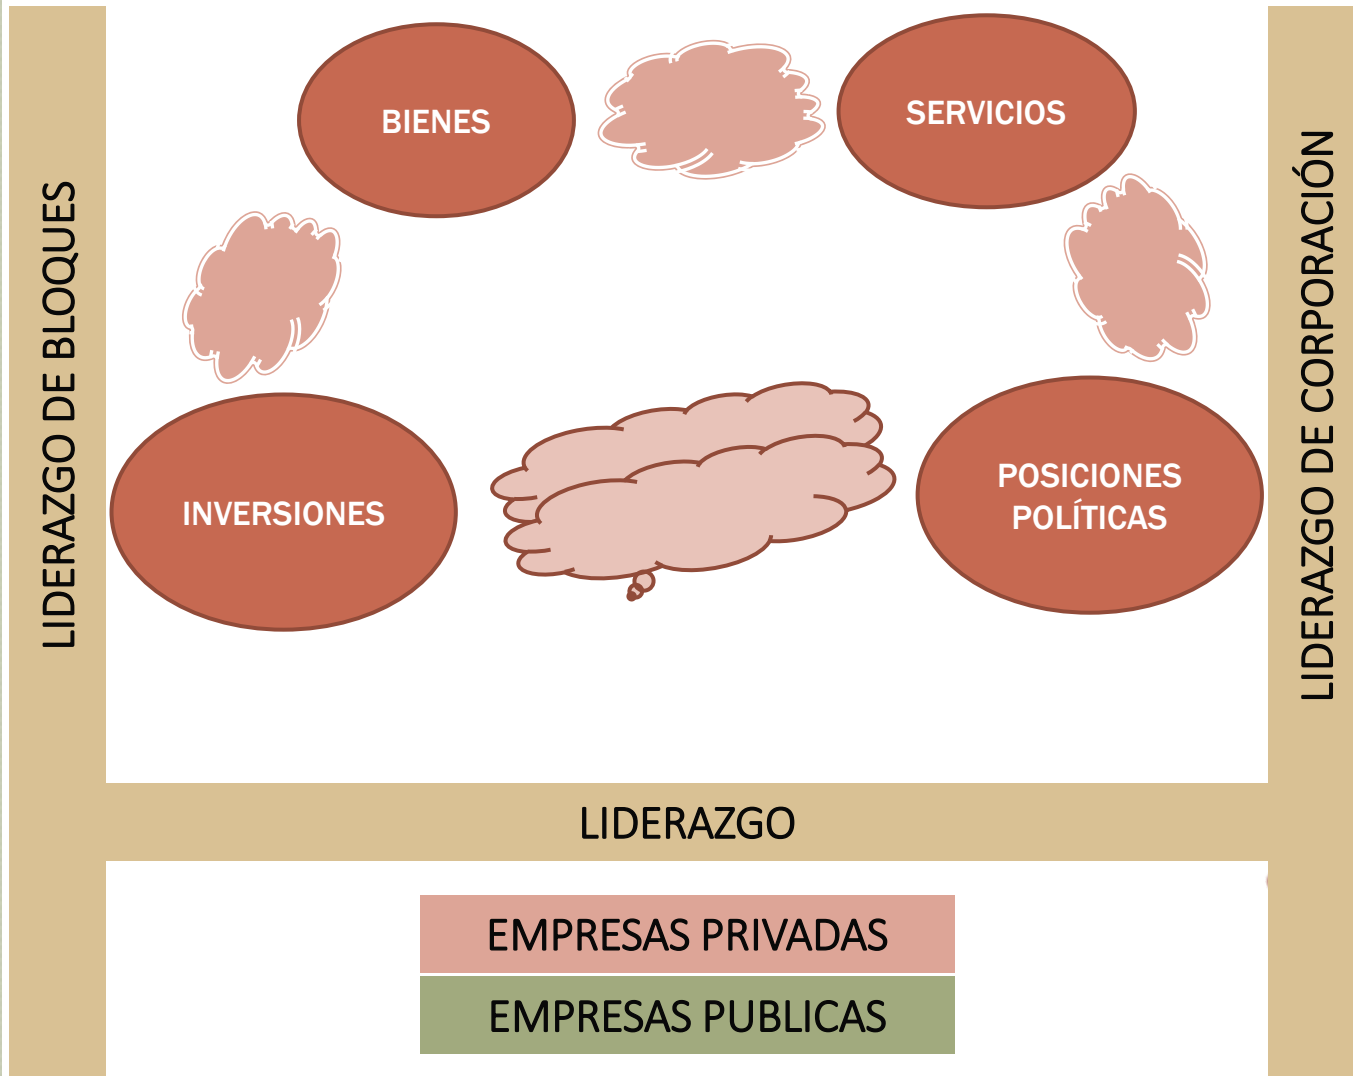 LIDERAZGO DE BLOQUES
BIENES
SERVICIOS
INVERSIONES
POSICIONES
POLÍTICAS
LIDERAZGO DE CORPORACIÓN
LIDERAZGO
EMPRESAS PRIVADAS
EMPRESAS PUBLICAS